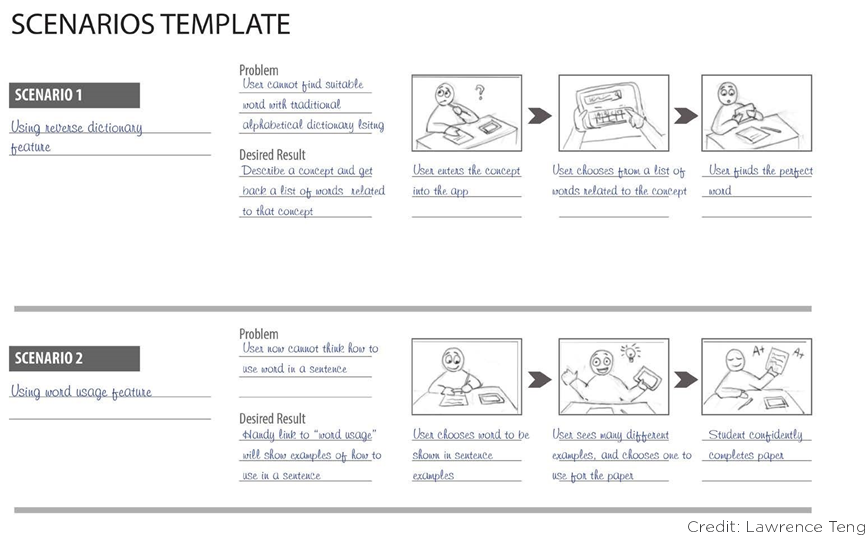 SCENARIOS TEMPLATE
SCENARIO 1
Using reverse dictionary
feature
Problem
User cannot find suitable
word with traditional
alphabetical dictionary lsitng
Desired Result
Describe a concept and get
back a list of words related
to that concept
?
User enters the concept
into the app
User chooses from a list of
words related to the concept
User finds the perfect
word
SCENARIO 2
Using word usage feature
Problem
User now cannot think how to
use word in a sentence
Desired Result
Handy link to "word usage"
will show examples of how to
use in a sentence
User chooses word to be
shown in sentence
examples
User sees many different
examples, and chooses one to
use for the paper
A+ A+
Student confidently
completes paper
Credit: Lawrence Teng